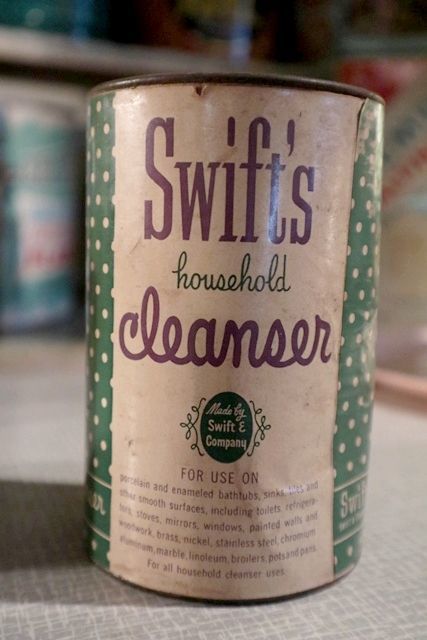 Swift's
household
cleanser
Made by
Swift &
Company
FOR USE ON
porcelain and enameled bathtubs, sinks, tiles and
other smooth surfaces, including toilets, refrigera-
tors, stoves, mirrors, windows, painted walls and
woodwork, brass, nickel, stainless steel, chromium
aluminum, marble, linoleum, broilers, pots and pans.
For all household cleanser uses.